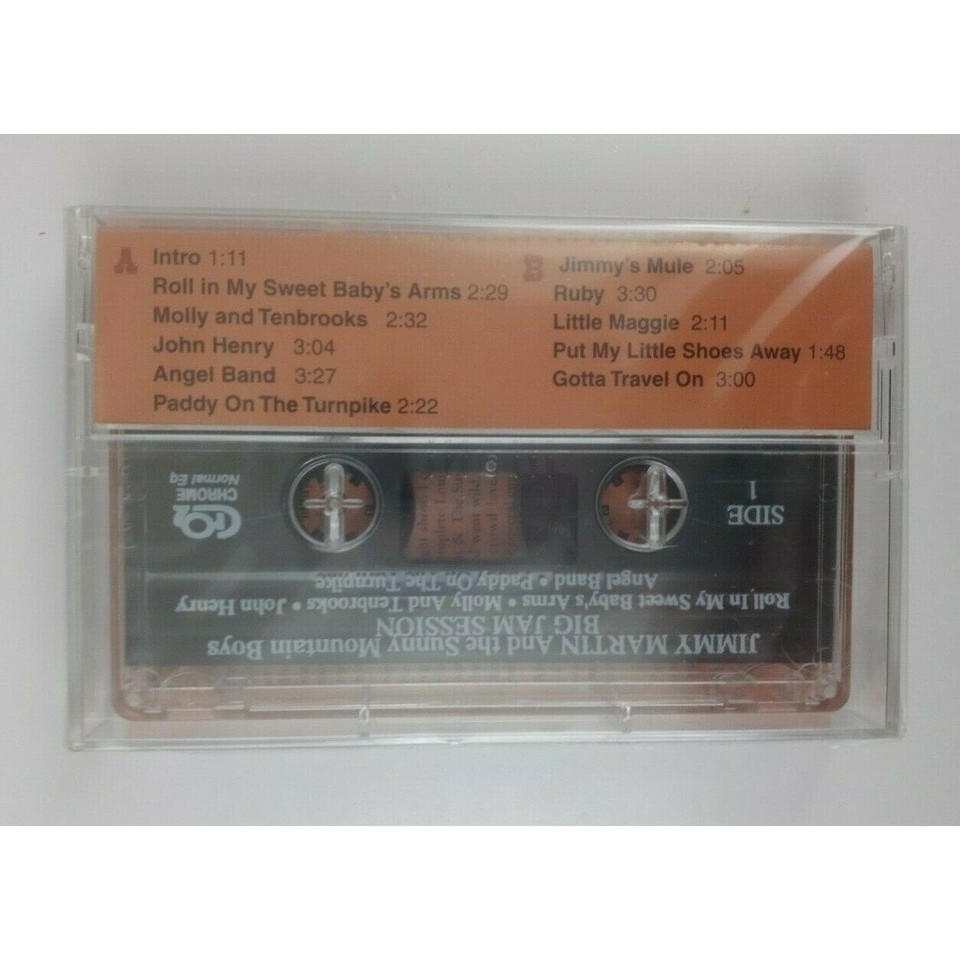 A
Intro 1:11
Roll in My Sweet Baby's Arms 2:29
Molly and Tenbrooks 2:32
John Henry 3:04
Angel Band 3:27
Paddy On The Turnpike 2:22
B
Jimmy's Mule 2:05
Ruby 3:30
Little Maggie 2:11
Put My Little Shoes Away 1:48
Gotta Travel On 3:00
JIMMY MARTIN And the Sunny Mountain Boys
BIG JAM SESSION
Roll In My Sweet Baby's Arms • Molly And Tenbrooks • John Henry
Angel Band • Paddy On The Turnpike
SIDE
1
CHROME
Normal Eq